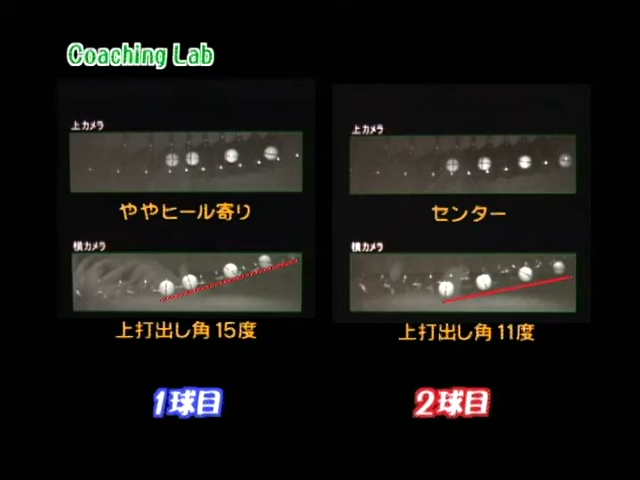 Coaching Lab
上カメラ
ややヒール寄り
横カメラ
上打出し角15度
1球目
上カメラ
センター
横カメラ
上打出し角11度
2球目